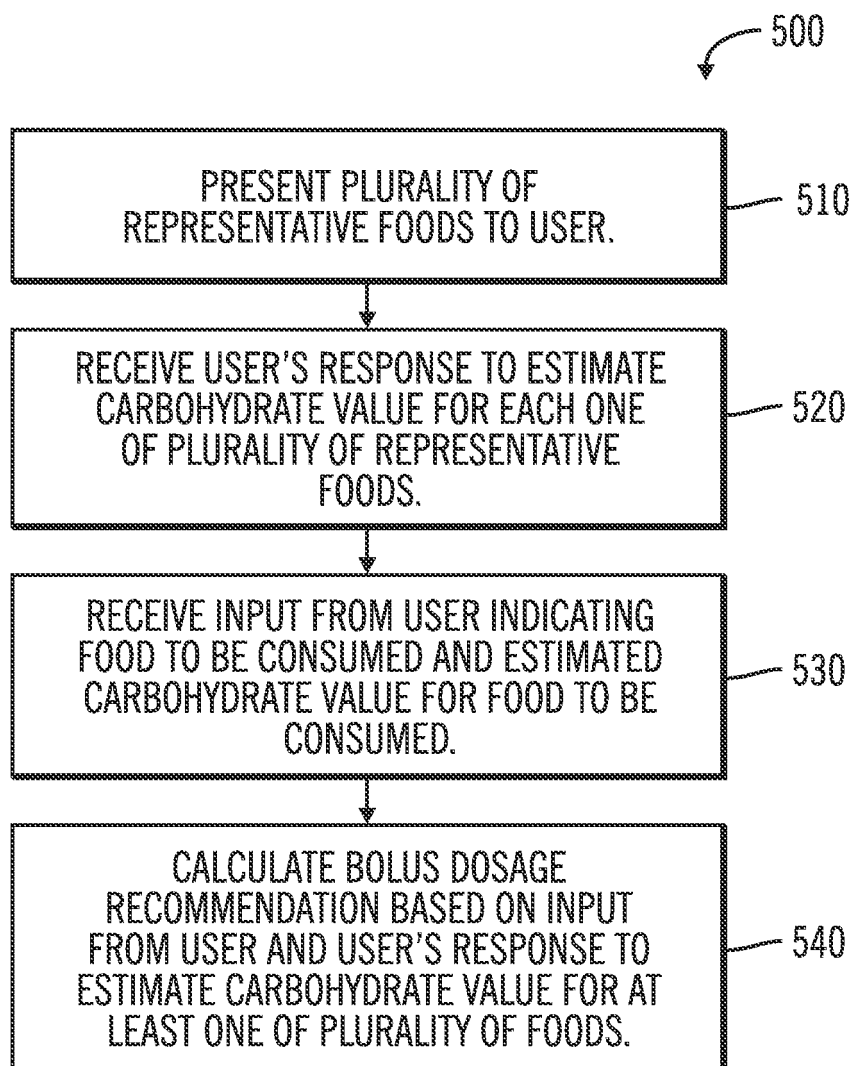 500
PRESENT PLURALITY OF
REPRESENTATIVE FOODS TO USER.
510
RECEIVE USER'S RESPONSE TO ESTIMATE
CARBOHYDRATE VALUE FOR EACH ONE
OF PLURALITY OF REPRESENTATIVE
FOODS.
520
RECEIVE INPUT FROM USER INDICATING
FOOD TO BE CONSUMED AND ESTIMATED
CARBOHYDRATE VALUE FOR FOOD TO BE
CONSUMED.
530
CALCULATE BOLUS DOSAGE
RECOMMENDATION BASED ON INPUT
FROM USER AND USER'S RESPONSE TO
ESTIMATE CARBOHYDRATE VALUE FOR AT
LEAST ONE OF PLURALITY OF FOODS.
540